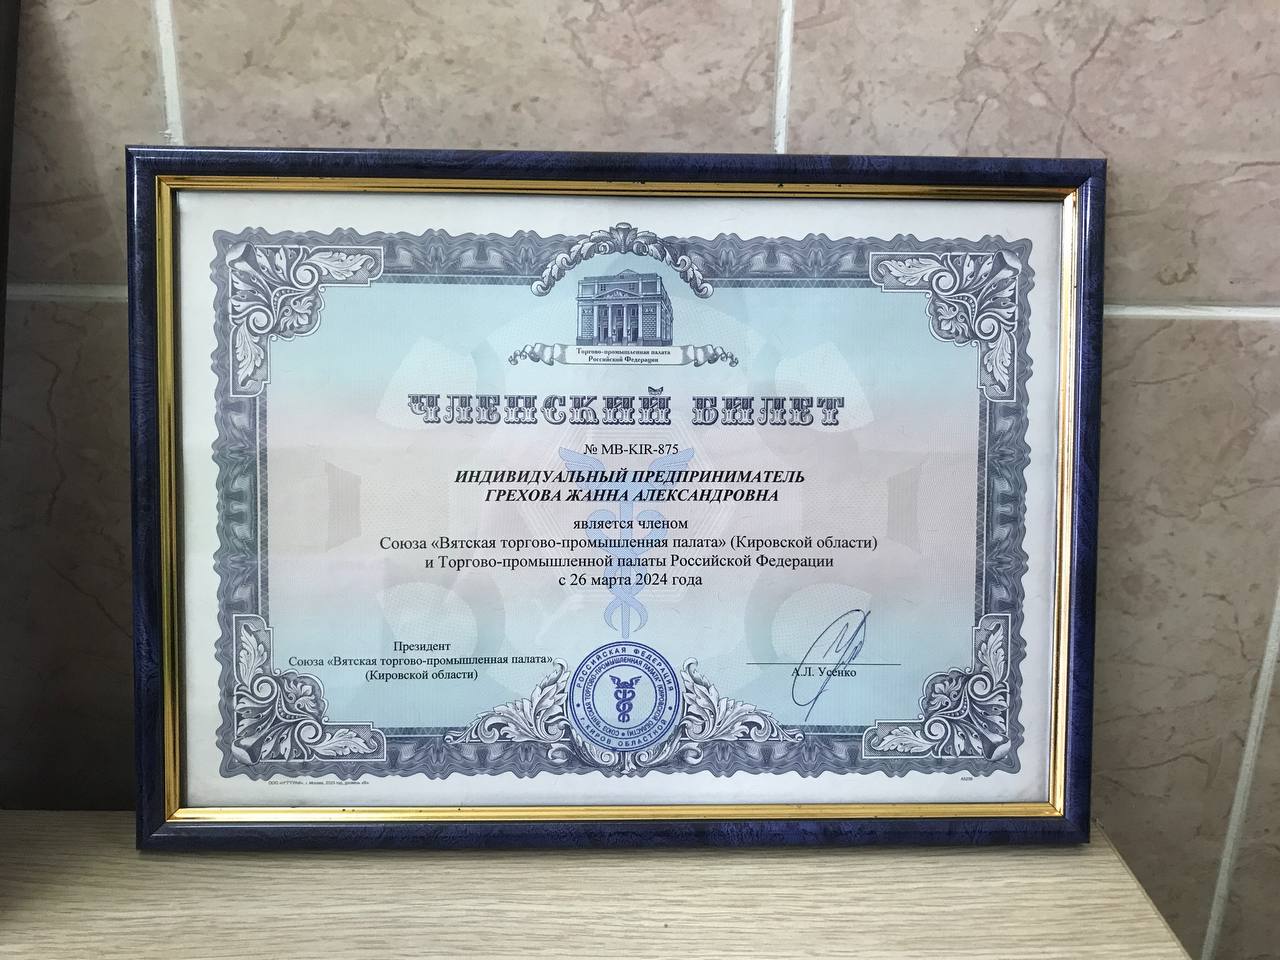 Торгово-промышленная палата
Российской Федерации
ЧЛЕНСКИЙ БИЛЕТ
№ MB-KIR-875
ИНДИВИДУАЛЬНЫЙ ПРЕДПРИНИМАТЕЛЬ
ГРЕХОВА ЖАННА АЛЕКСАНДРОВНА
является членом
Союза «Вятская торгово-промышленная палата» (Кировской области)
и Торгово-промышленной палаты Российской Федерации
с 26 марта 2024 года
Президент
Союза «Вятская торгово-промышленная палата»
(Кировской области)
А.Л. Усенко
РОССИЙСКАЯ ФЕДЕРАЦИЯ